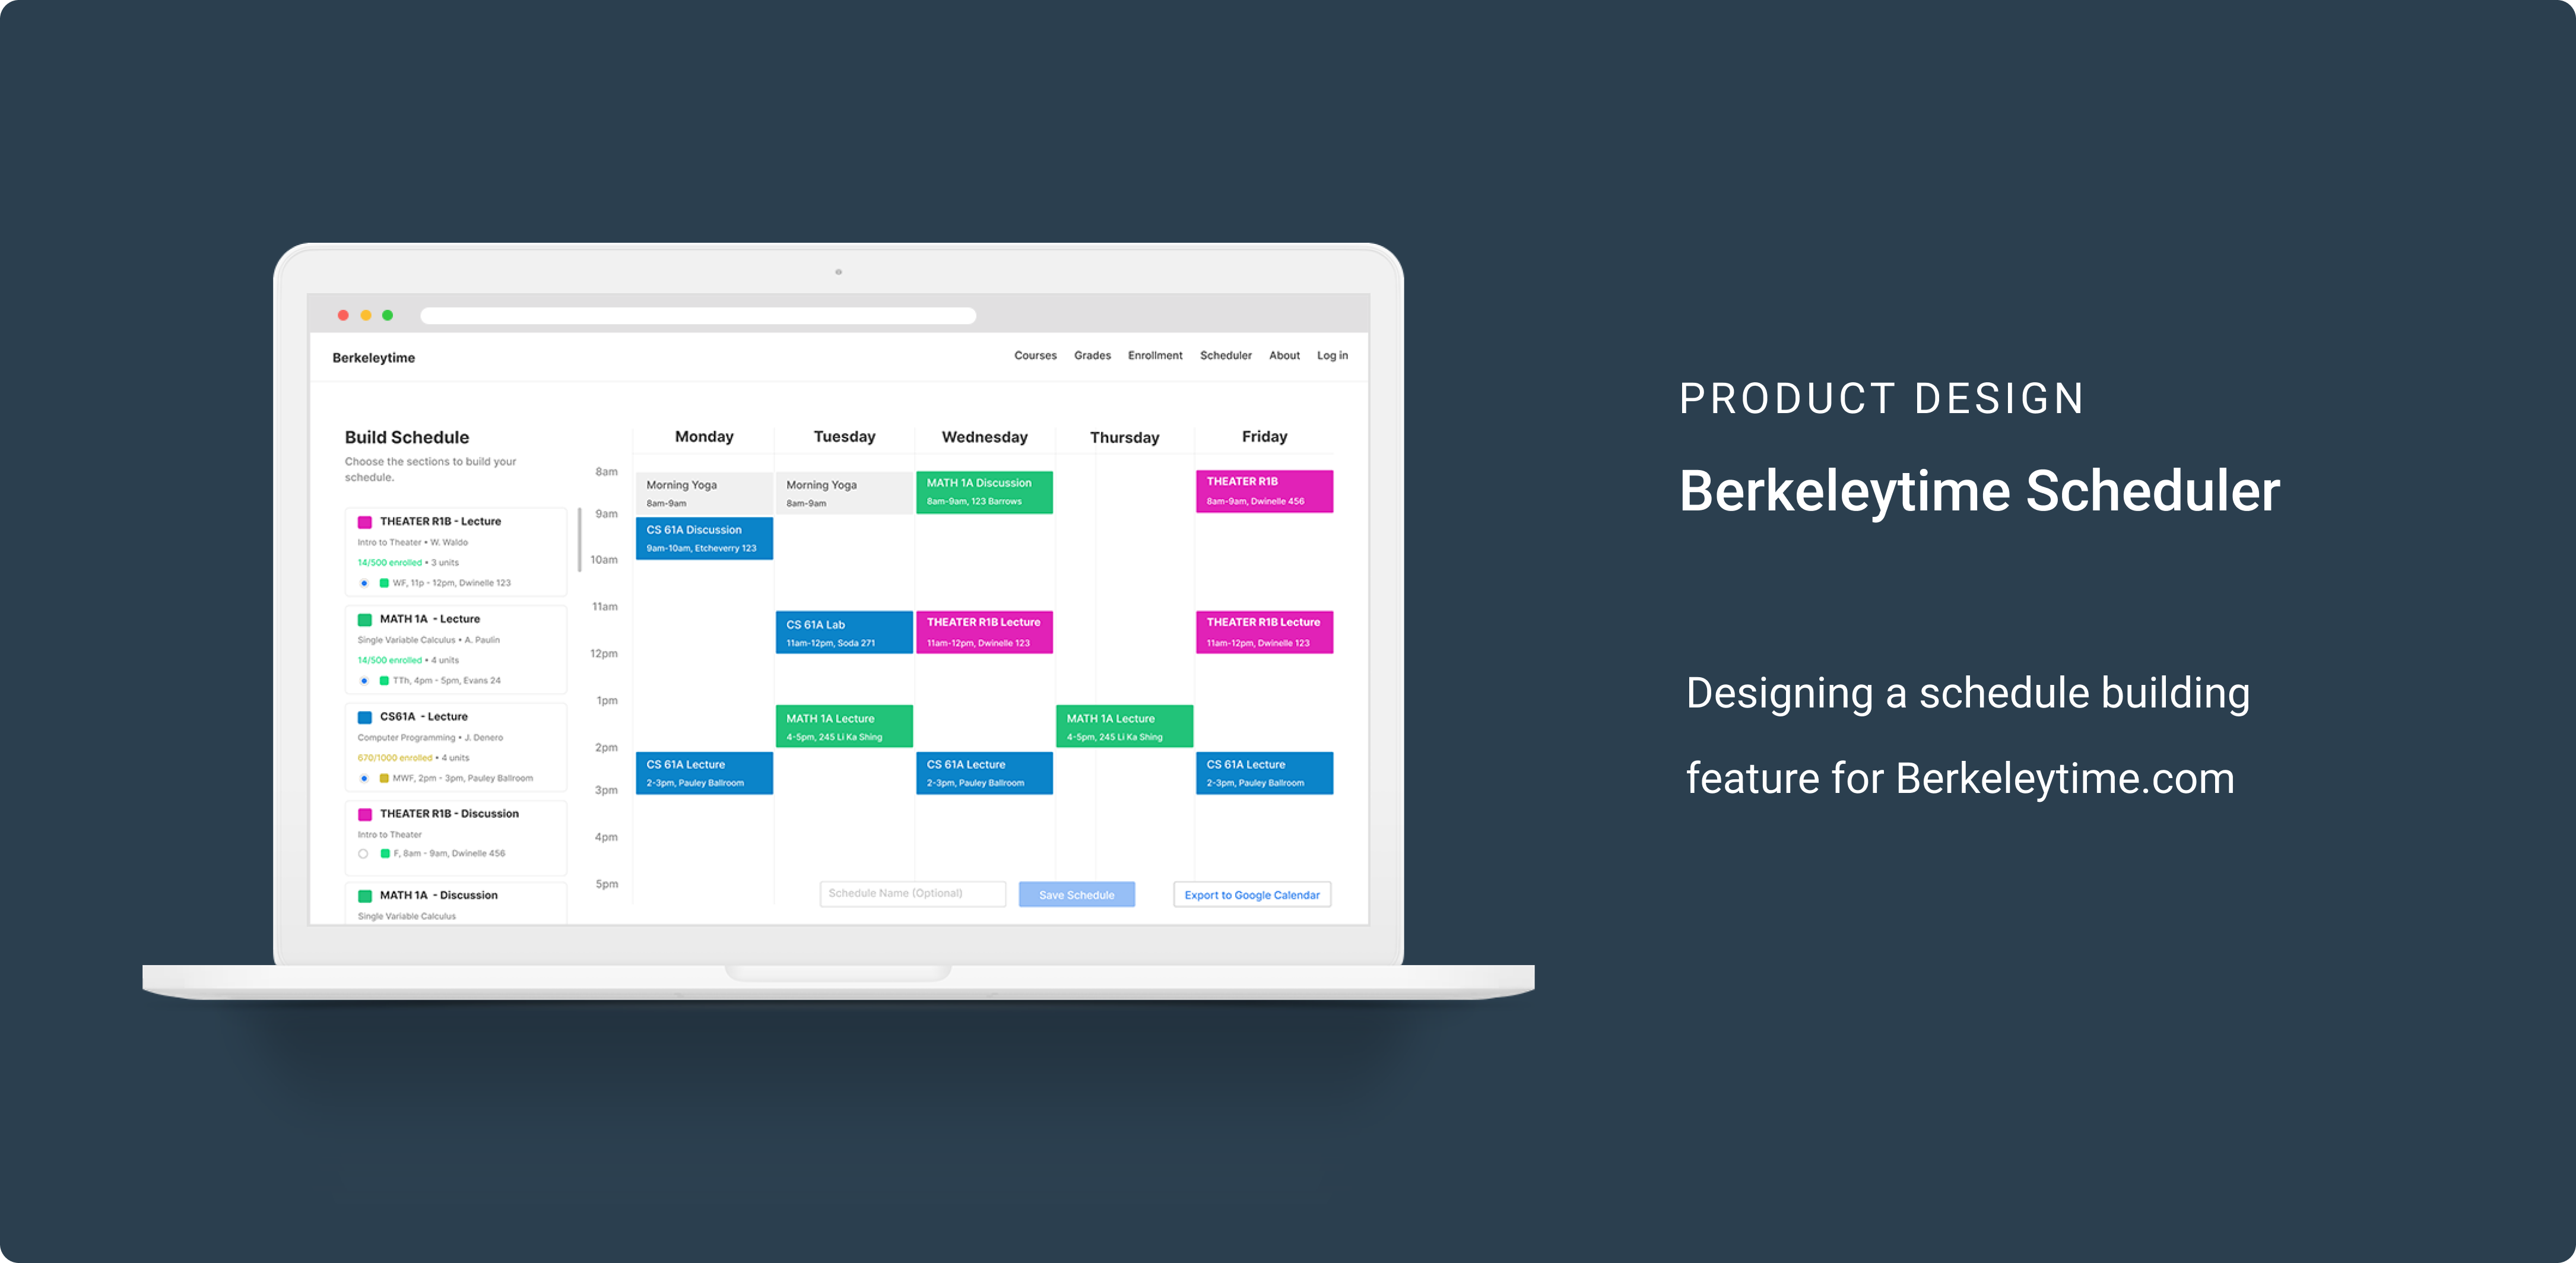 Berkeleytime
Courses Grades Enrollment Scheduler About Log in
Build Schedule
Choose the sections to build your
schedule.
THEATER R1B - Lecture
Intro to Theater • W. Waldo
14/500 enrolled • 3 units
WF, 11p - 12pm, Dwinelle 123
MATH 1A - Lecture
Single Variable Calculus • A. Paulin
14/500 enrolled • 4 units
TTh, 4pm - 5pm, Evans 24
CS61A - Lecture
Computer Programming • J. Denero
670/1000 enrolled • 4 units
MWF, 2pm - 3pm, Pauley Ballroom
THEATER R1B - Discussion
Intro to Theater
F, 8am - 9am, Dwinelle 456
MATH 1A - Discussion
Single Variable Calculus
Monday Tuesday Wednesday Thursday Friday
8am
9am
10am
11am
12pm
1pm
2pm
3pm
4pm
5pm
Morning Yoga
8am-9am
CS 61A Discussion
9am-10am, Etcheverry 123
CS 61A Lecture
2-3pm, Pauley Ballroom
Morning Yoga
8am-9am
CS 61A Lab
11am-12pm, Soda 271
MATH 1A Lecture
4-5pm, 245 Li Ka Shing
MATH 1A Discussion
8am-9am, 123 Barrows
THEATER R1B Lecture
11am-12pm, Dwinelle 123
CS 61A Lecture
2-3pm, Pauley Ballroom
MATH 1A Lecture
4-5pm, 245 Li Ka Shing
THEATER R1B
8am-9am, Dwinelle 456
THEATER R1B Lecture
11am-12pm, Dwinelle 123
CS 61A Lecture
2-3pm, Pauley Ballroom
Schedule Name (Optional)
Save Schedule
Export to Google Calendar
PRODUCT DESIGN
Berkeleytime Scheduler
Designing a schedule building
feature for Berkeleytime.com